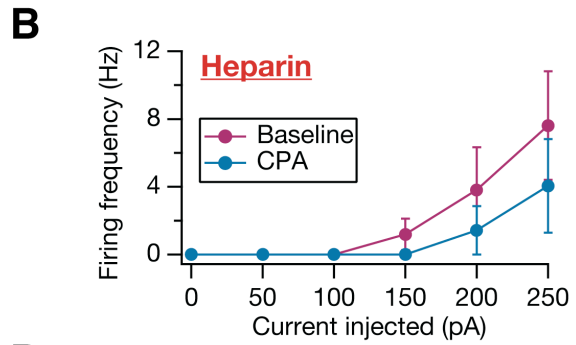 B
Heparin
Firing frequency (Hz)
12
8
4
0
Baseline
CPA
0 50 100 150 200 250
Current injected (pA)